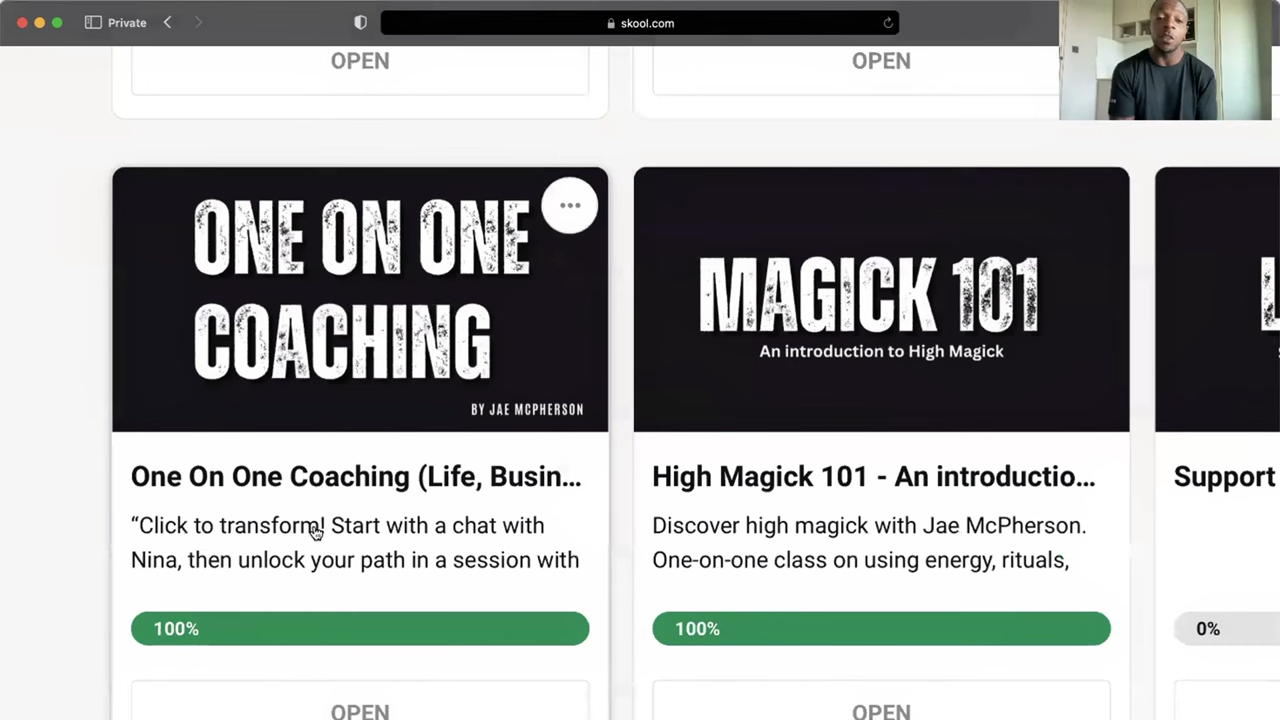 Private
skool.com
OPEN
OPEN
ONE ON ONE
COACHING
BY JAE MCPHERSON
MAGICK 101
An introduction to High Magick
One On One Coaching (Life, Busin...
“Click to transform! Start with a chat with
Nina, then unlock your path in a session with
100%
OPEN
High Magick 101 - An introductio...
Discover high magick with Jae McPherson.
One-on-one class on using energy, rituals,
100%
OPEN
Support
0%